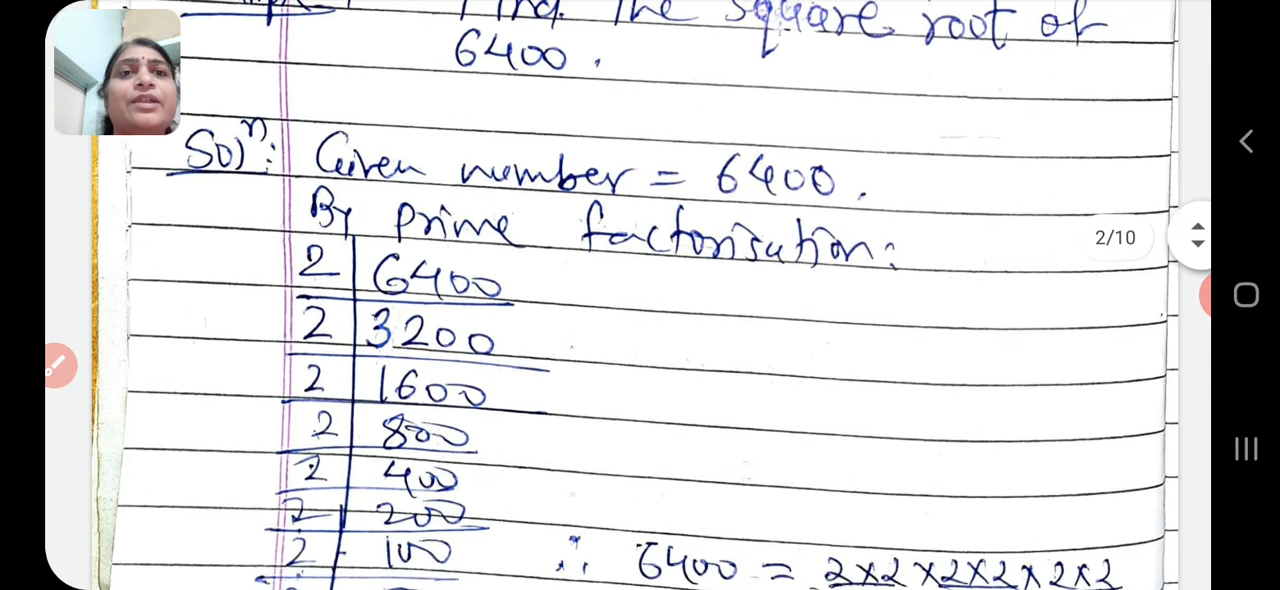 Find the square root of
6400.
Solⁿ: Given number = 6400.
By prime factorisation:
2/10
2 | 6400
2 | 3200
2 | 1600
2 | 800
2 | 400
2 | 200
2 | 100
∴ 6400 = 2×2×2×2×2×2